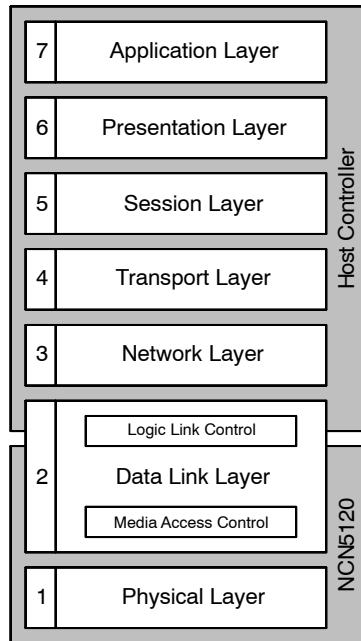 7 Application Layer
6 Presentation Layer
5 Session Layer
4 Transport Layer
3 Network Layer
Logic Link Control
2 Data Link Layer
Media Access Control
1 Physical Layer
Host Controller
NCN5120